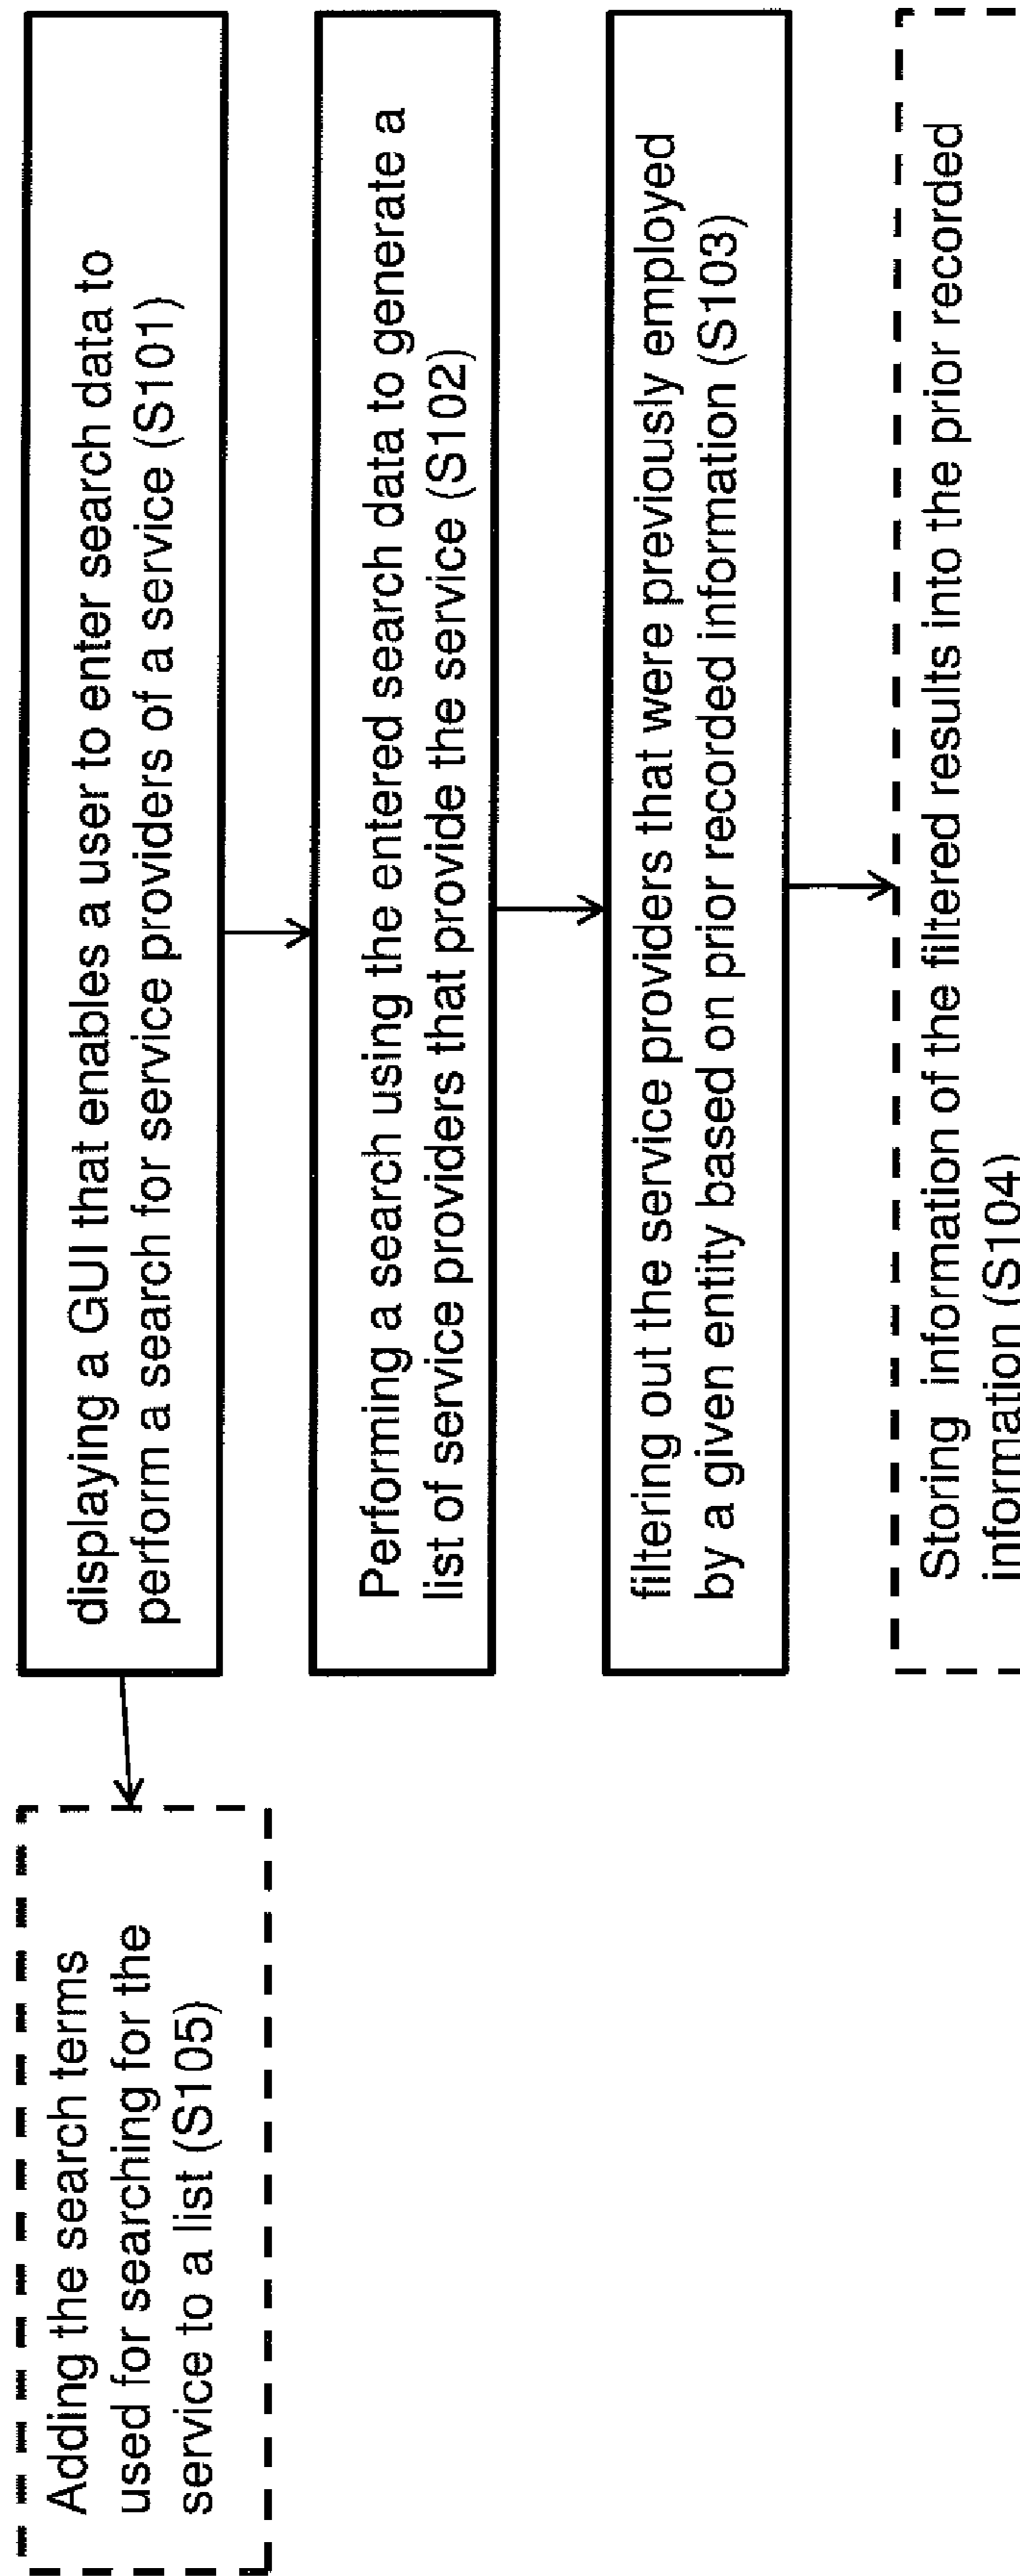 displaying a GUI that enables a user to enter search data to
perform a search for service providers of a service (S101)
Performing a search using the entered search data to generate a
list of service providers that provide the service (S102)
filtering out the service providers that were previously employed
by a given entity based on prior recorded information (S103)
Storing information of the filtered results into the prior recorded
information (S104)
Adding the search terms
used for searching for the
service to a list (S105)